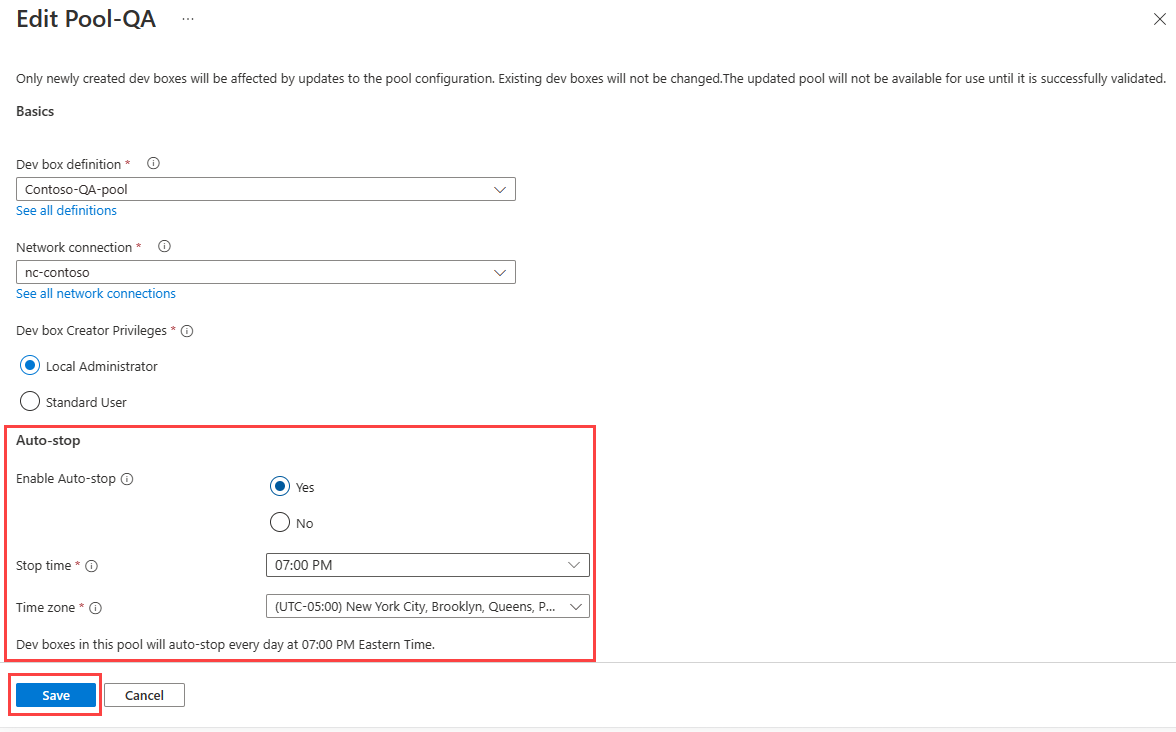 Edit Pool-QA ...
Only newly created dev boxes will be affected by updates to the pool configuration. Existing dev boxes will not be changed.The updated pool will not be available for use until it is successfully validated.
Basics
Dev box definition *
Contoso-QA-pool
See all definitions
Network connection *
nc-contoso
See all network connections
Dev box Creator Privileges *
Local Administrator
Standard User
Auto-stop
Enable Auto-stop
Yes
No
Stop time *
07:00 PM
Time zone *
(UTC-05:00) New York City, Brooklyn, Queens, P...
Dev boxes in this pool will auto-stop every day at 07:00 PM Eastern Time.
Save Cancel